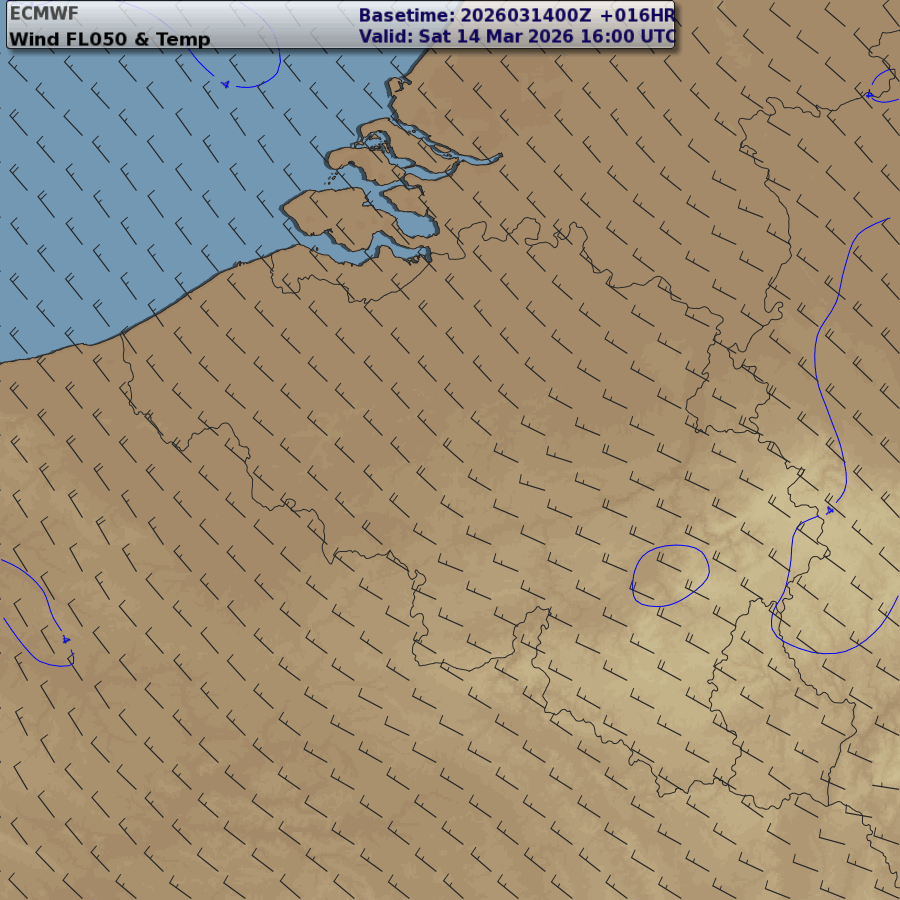 ECMWF
Basetime: 2026031400Z +016HR
Wind FL050 & Temp
Valid: Sat 14 Mar 2026 16:00 UTC